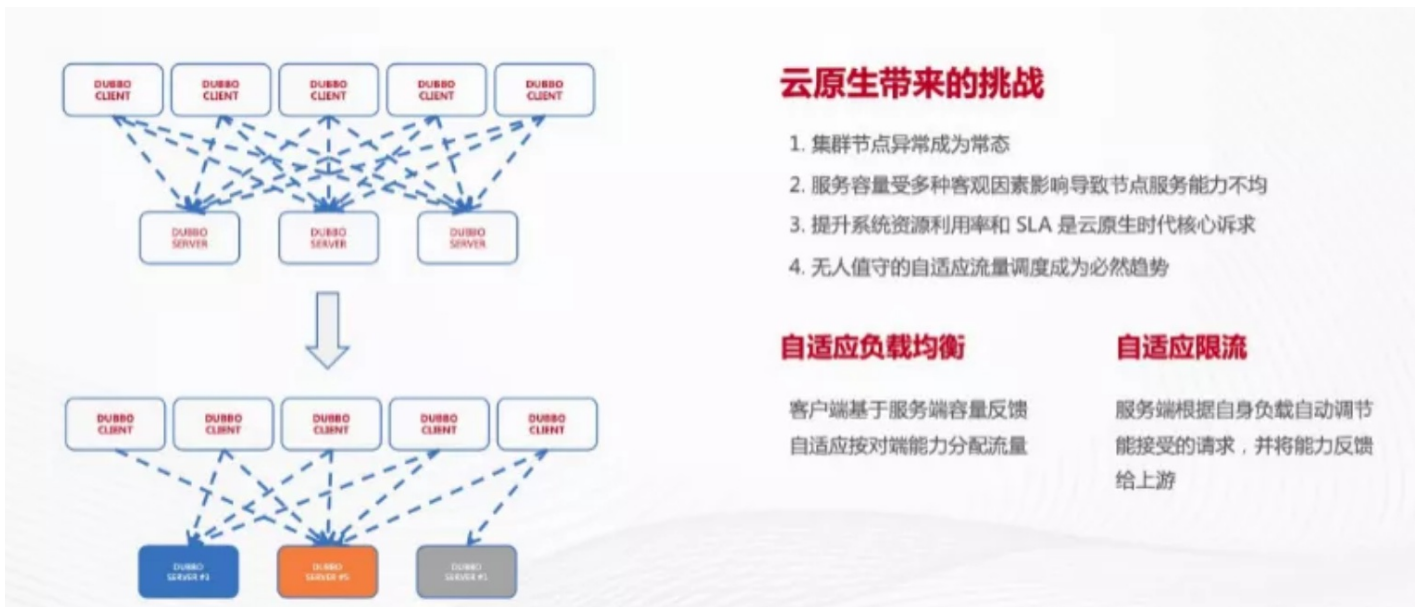 DUBBO
CLIENT
DUBBO
CLIENT
DUBBO
CLIENT
DUBBO
CLIENT
DUBBO
CLIENT
DUBBO
SERVER
DUBBO
SERVER
DUBBO
SERVER
DUBBO
CLIENT
DUBBO
CLIENT
DUBBO
CLIENT
DUBBO
CLIENT
DUBBO
CLIENT
DUBBO
SERVER #3
DUBBO
SERVER #5
DUBBO
SERVER #1
云原生带来的挑战
1. 集群节点异常成为常态
2. 服务容量受多种客观因素影响导致节点服务能力不均
3. 提升系统资源利用率和 SLA 是云原生时代核心诉求
4. 无人值守的自适应流量调度成为必然趋势
自适应负载均衡
客户端基于服务端容量反馈
自适应按对端能力分配流量
自适应限流
服务端根据自身负载自动调节
能接受的请求，并将能力反馈
给上游